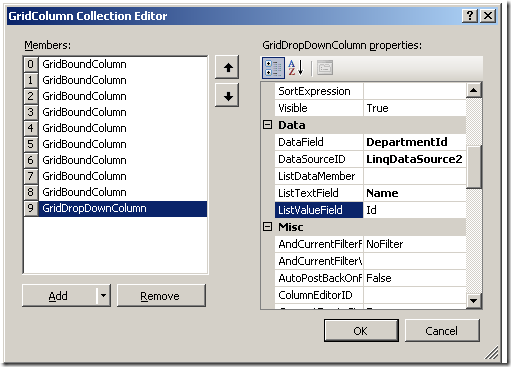 GridColumn Collection Editor
Members:
0 GridBoundColumn
1 GridBoundColumn
2 GridBoundColumn
3 GridBoundColumn
4 GridBoundColumn
5 GridBoundColumn
6 GridBoundColumn
7 GridBoundColumn
8 GridBoundColumn
9 GridDropDownColumn
Add
Remove
GridDropDownColumn properties:
SortExpression
Visible True
Data
DataField DepartmentId
DataSourceID LinqDataSource2
ListDataMember
ListTextField Name
ListValueField Id
Misc
AndCurrentFilterF NoFilter
AndCurrentFilterV
AutoPostBackOnF False
ColumnEditorID
OK
Cancel